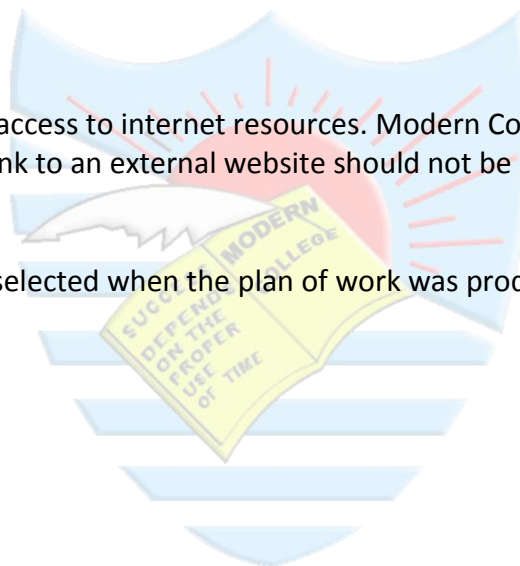 access to internet resources. Modern Co
nk to an external website should not be
selected when the plan of work was prod
MODERN
COLLEGE
SUCCESS
DEPENDS
ON THE
PROPER
USE
OF TIME